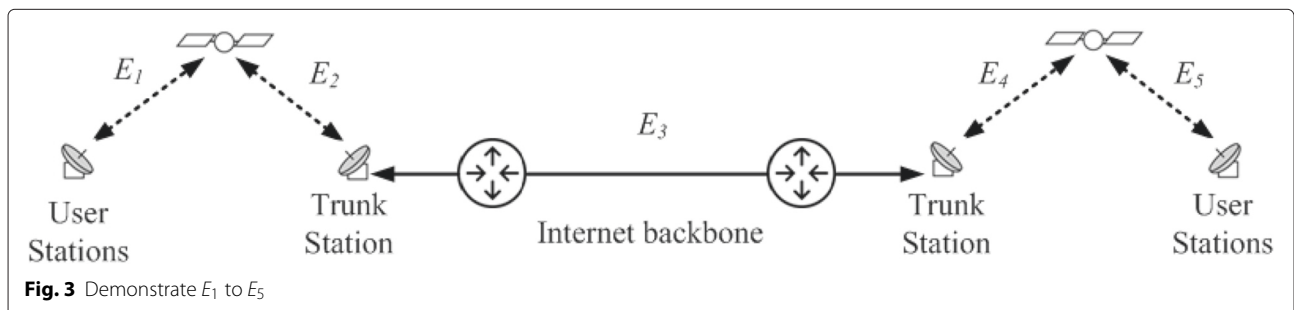 E₁
E₂
E₃
E₄
E₅
User
Stations
Trunk
Station
Internet backbone
Trunk
Station
User
Stations
Fig. 3 Demonstrate E₁ to E₅